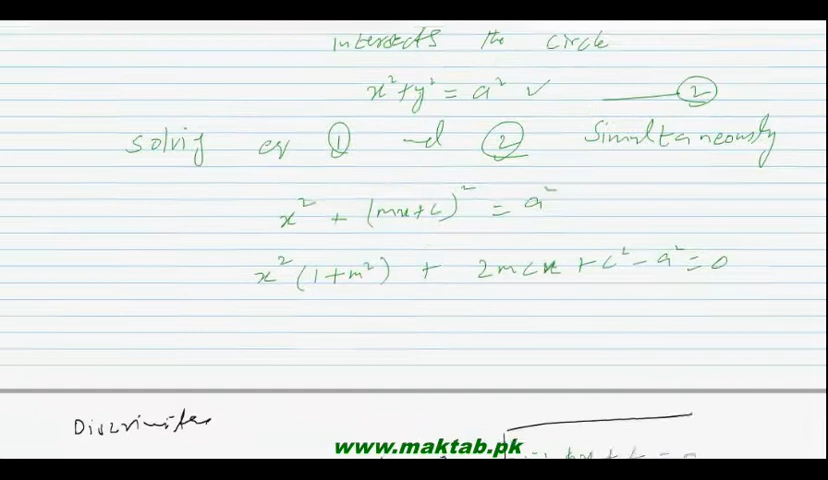 intersects the circle
x² + y² = a² ✓ ——— ②
solving eq ① and ② Simultaneously
x² + (mx+c)² = a²
x²(1+m²) + 2mcx + c² - a² = 0
www.maktab.pk